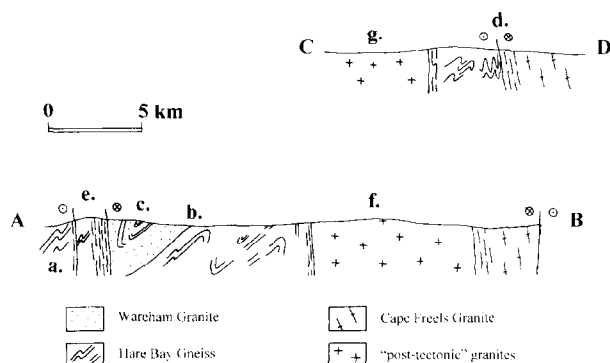 d.
C g. D
0 5 km
A e. c. b. f. B
a.
Wareham Granite Cape Freels Granite
Hare Bay Gneiss "post-tectonic" granites